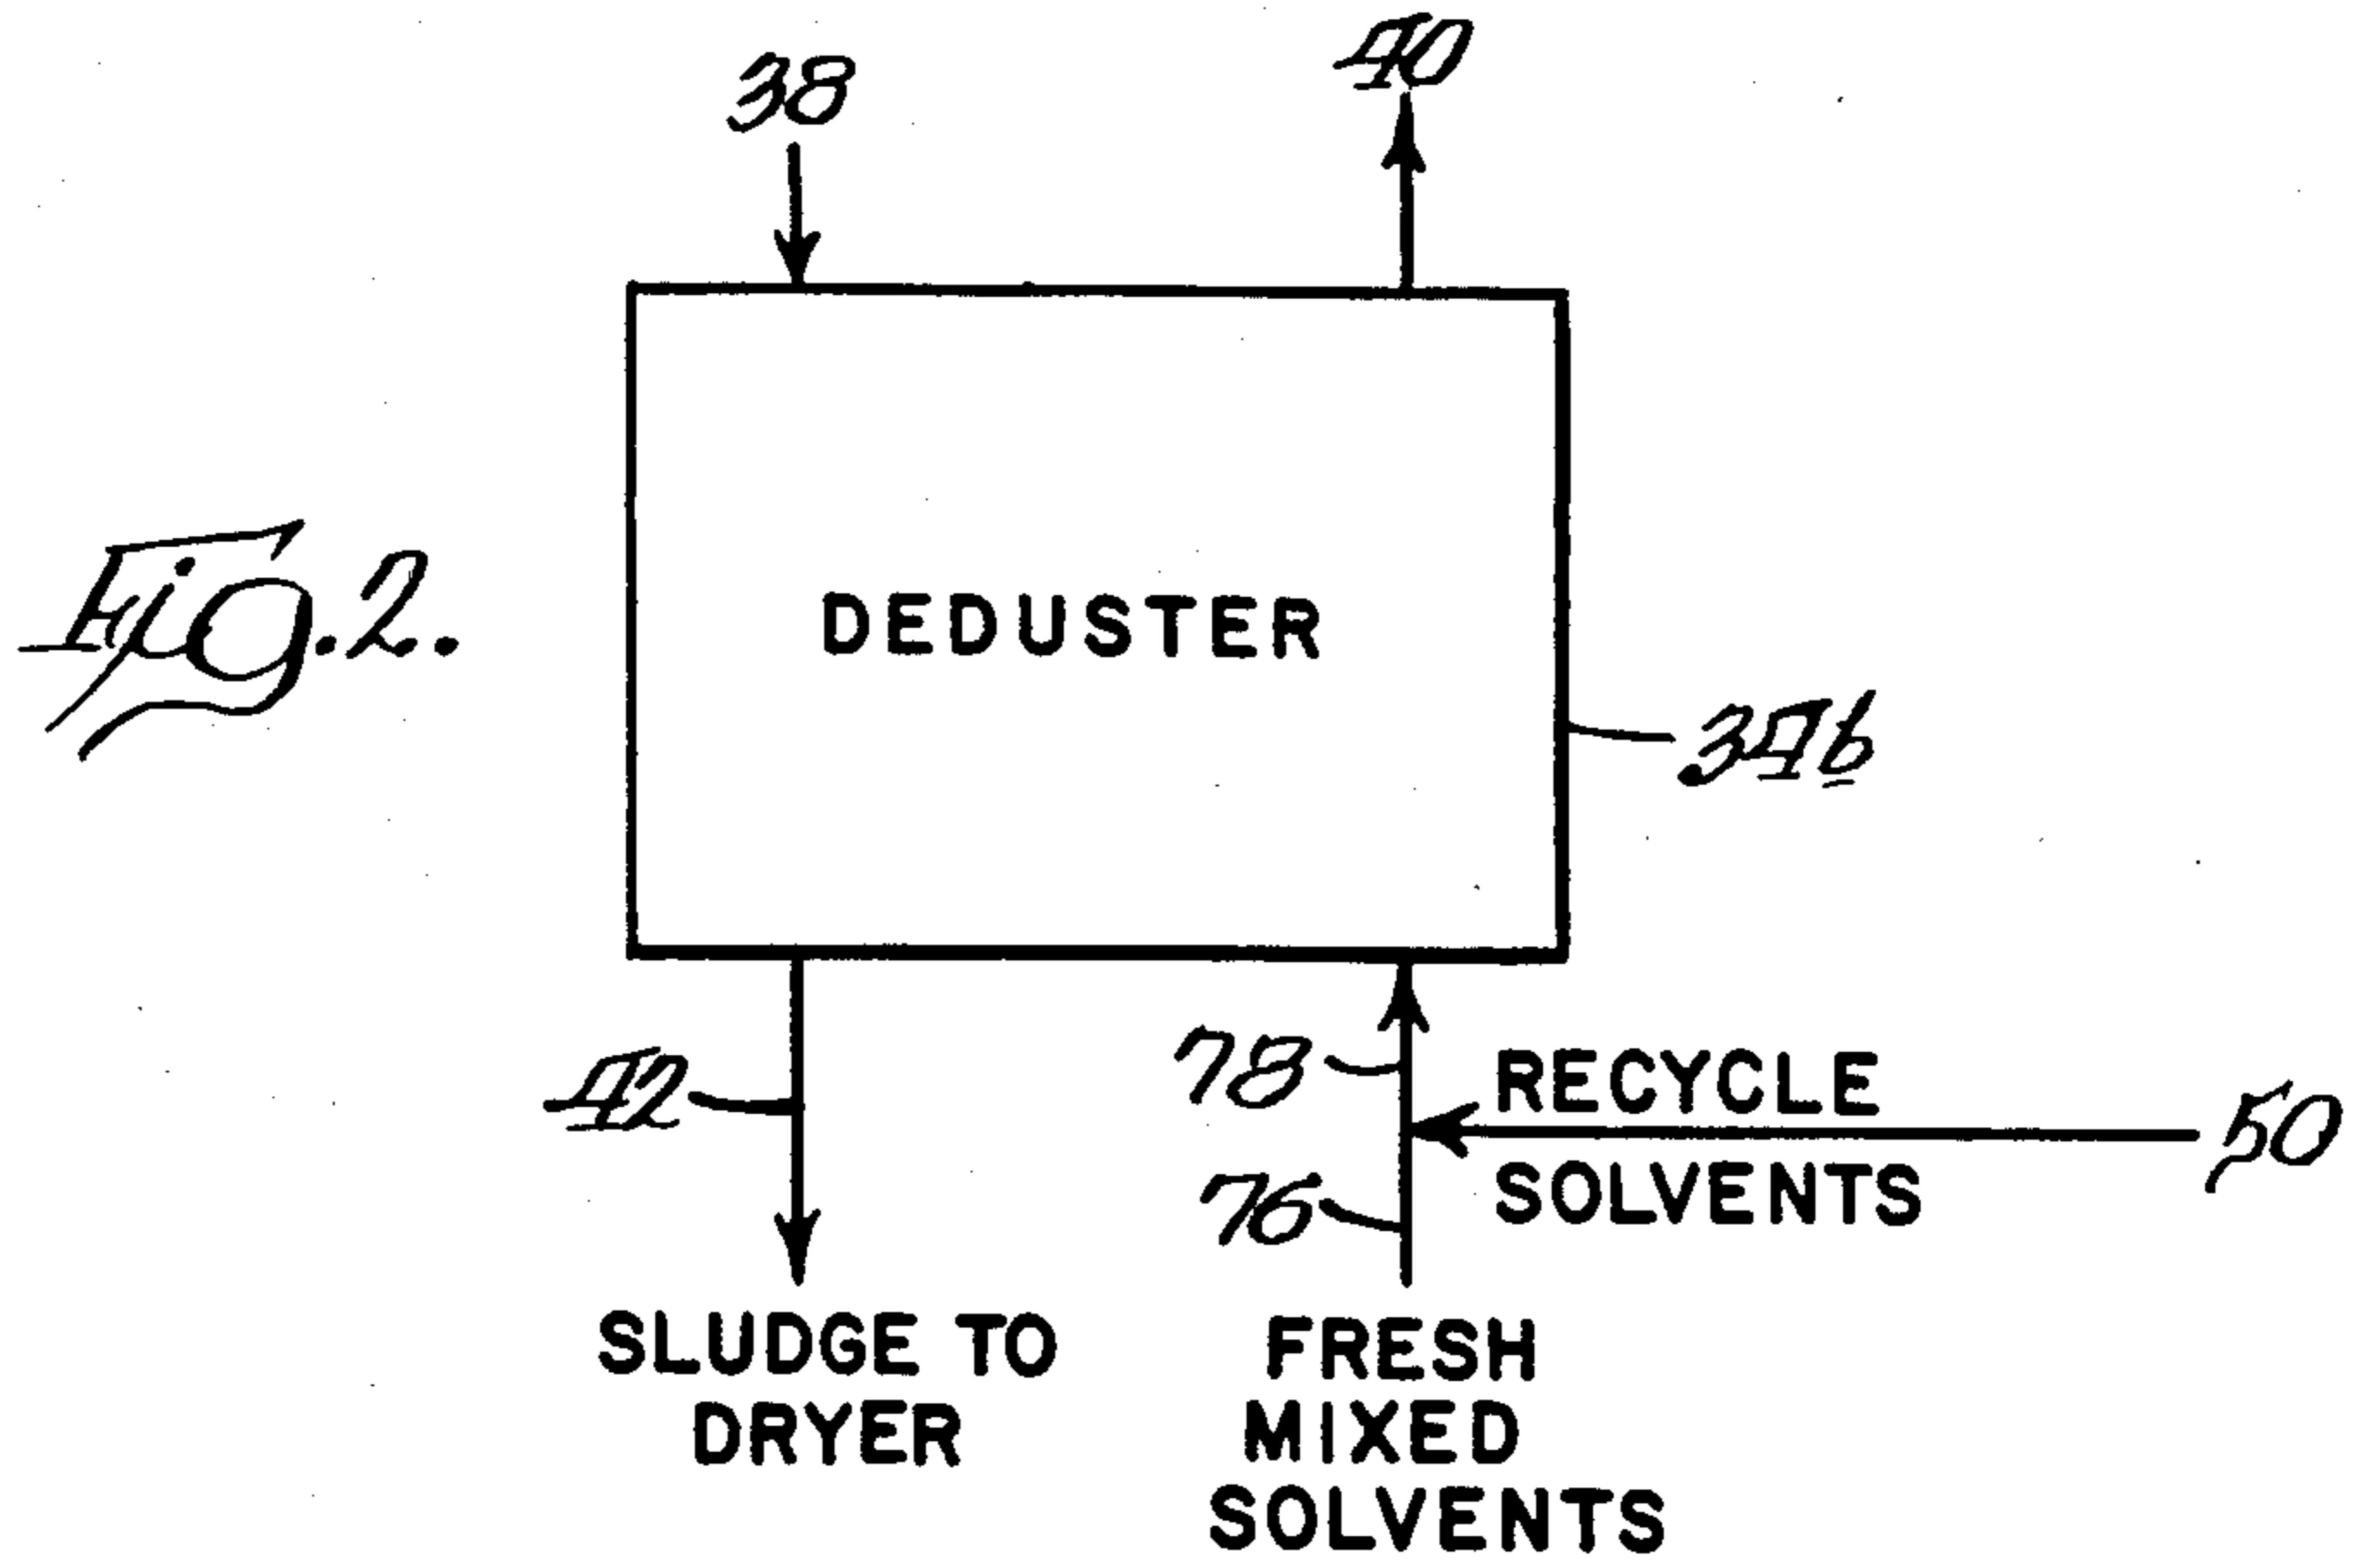 38
40
Fig. 2.
DEDUSTER
34b
42
78
RECYCLE
SOLVENTS
50
76
SLUDGE TO
DRYER
FRESH
MIXED
SOLVENTS